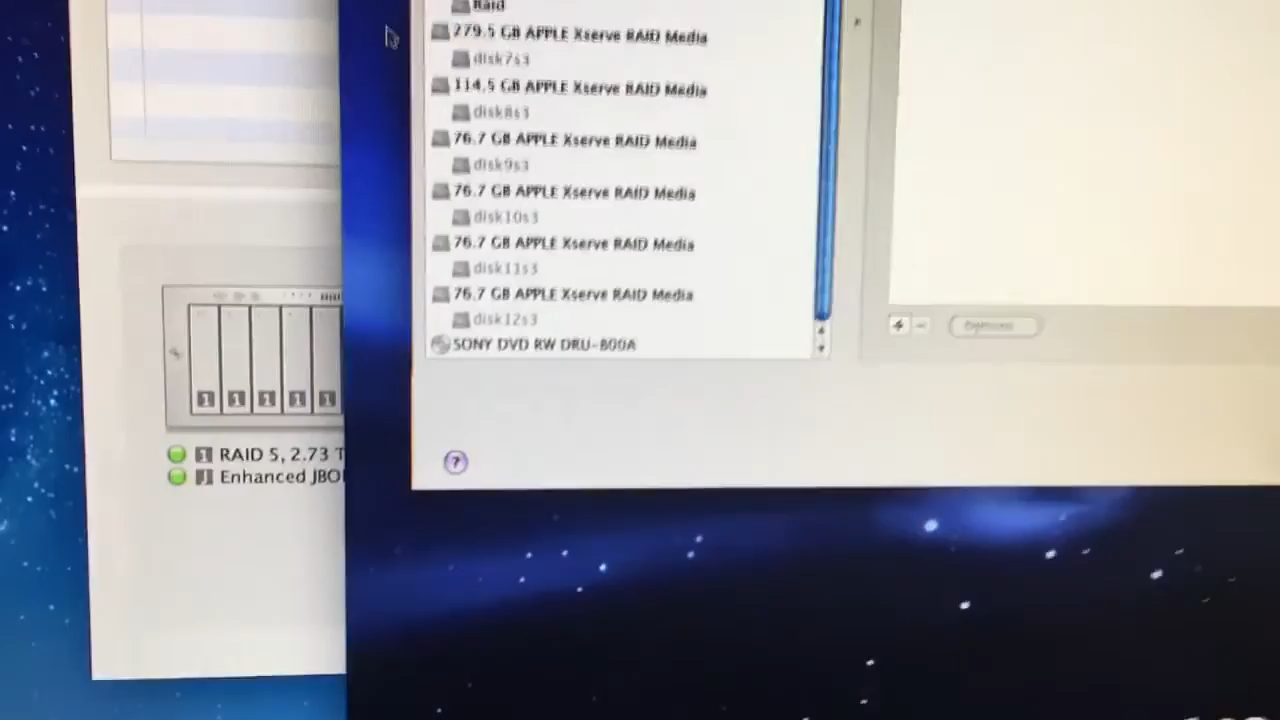 Raid
279.5 GB APPLE Xserve RAID Media
disk7s3
114.5 GB APPLE Xserve RAID Media
disk8s3
76.7 GB APPLE Xserve RAID Media
disk9s3
76.7 GB APPLE Xserve RAID Media
disk10s3
76.7 GB APPLE Xserve RAID Media
disk11s3
76.7 GB APPLE Xserve RAID Media
disk12s3
SONY DVD RW DRU-800A
+ − Options
?
1 1 1 1 1
1 RAID 5, 2.73 T
J Enhanced JBO